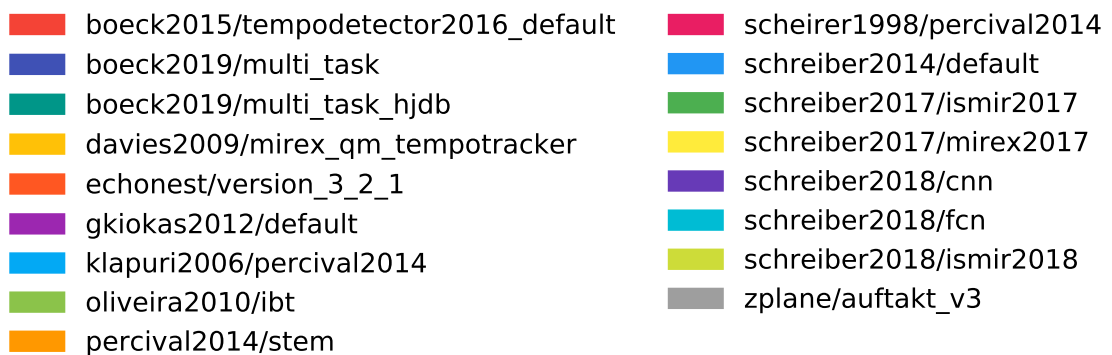 boeck2015/tempodetector2016_default
boeck2019/multi_task
boeck2019/multi_task_hjdb
davies2009/mirex_qm_tempotracker
echonest/version_3_2_1
gkiokas2012/default
klapuri2006/percival2014
oliveira2010/ibt
percival2014/stem
scheirer1998/percival2014
schreiber2014/default
schreiber2017/ismir2017
schreiber2017/mirex2017
schreiber2018/cnn
schreiber2018/fcn
schreiber2018/ismir2018
zplane/auftakt_v3